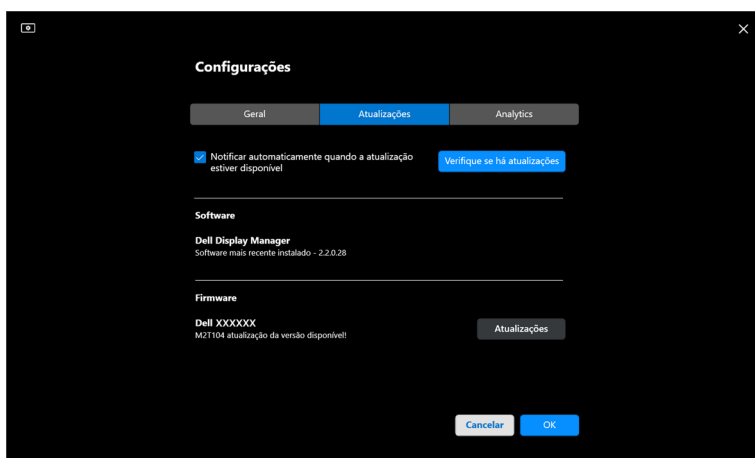 Configurações
Geral
Atualizações
Analytics
Notificar automaticamente quando a atualização
estiver disponível
Verifique se há atualizações
Software
Dell Display Manager
Software mais recente instalado - 2.2.0.28
Firmware
Dell XXXXXX
M2T104 atualização da versão disponível!
Atualizações
Cancelar
OK